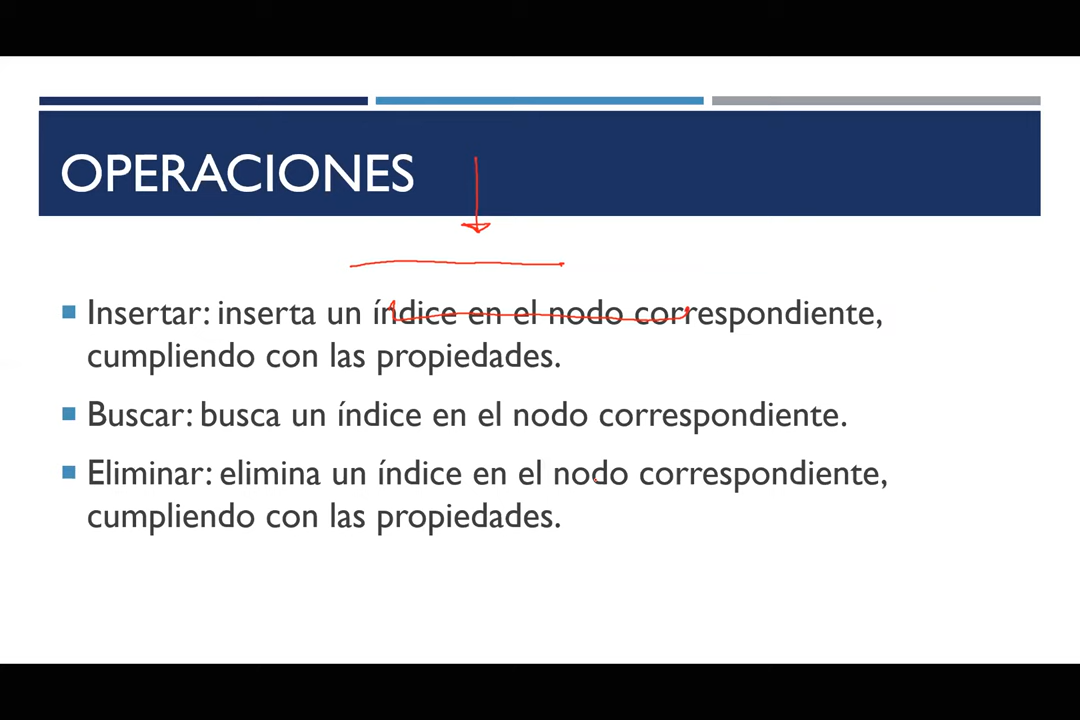 OPERACIONES
Insertar: inserta un índice en el nodo correspondiente,
cumpliendo con las propiedades.
Buscar: busca un índice en el nodo correspondiente.
Eliminar: elimina un índice en el nodo correspondiente,
cumpliendo con las propiedades.